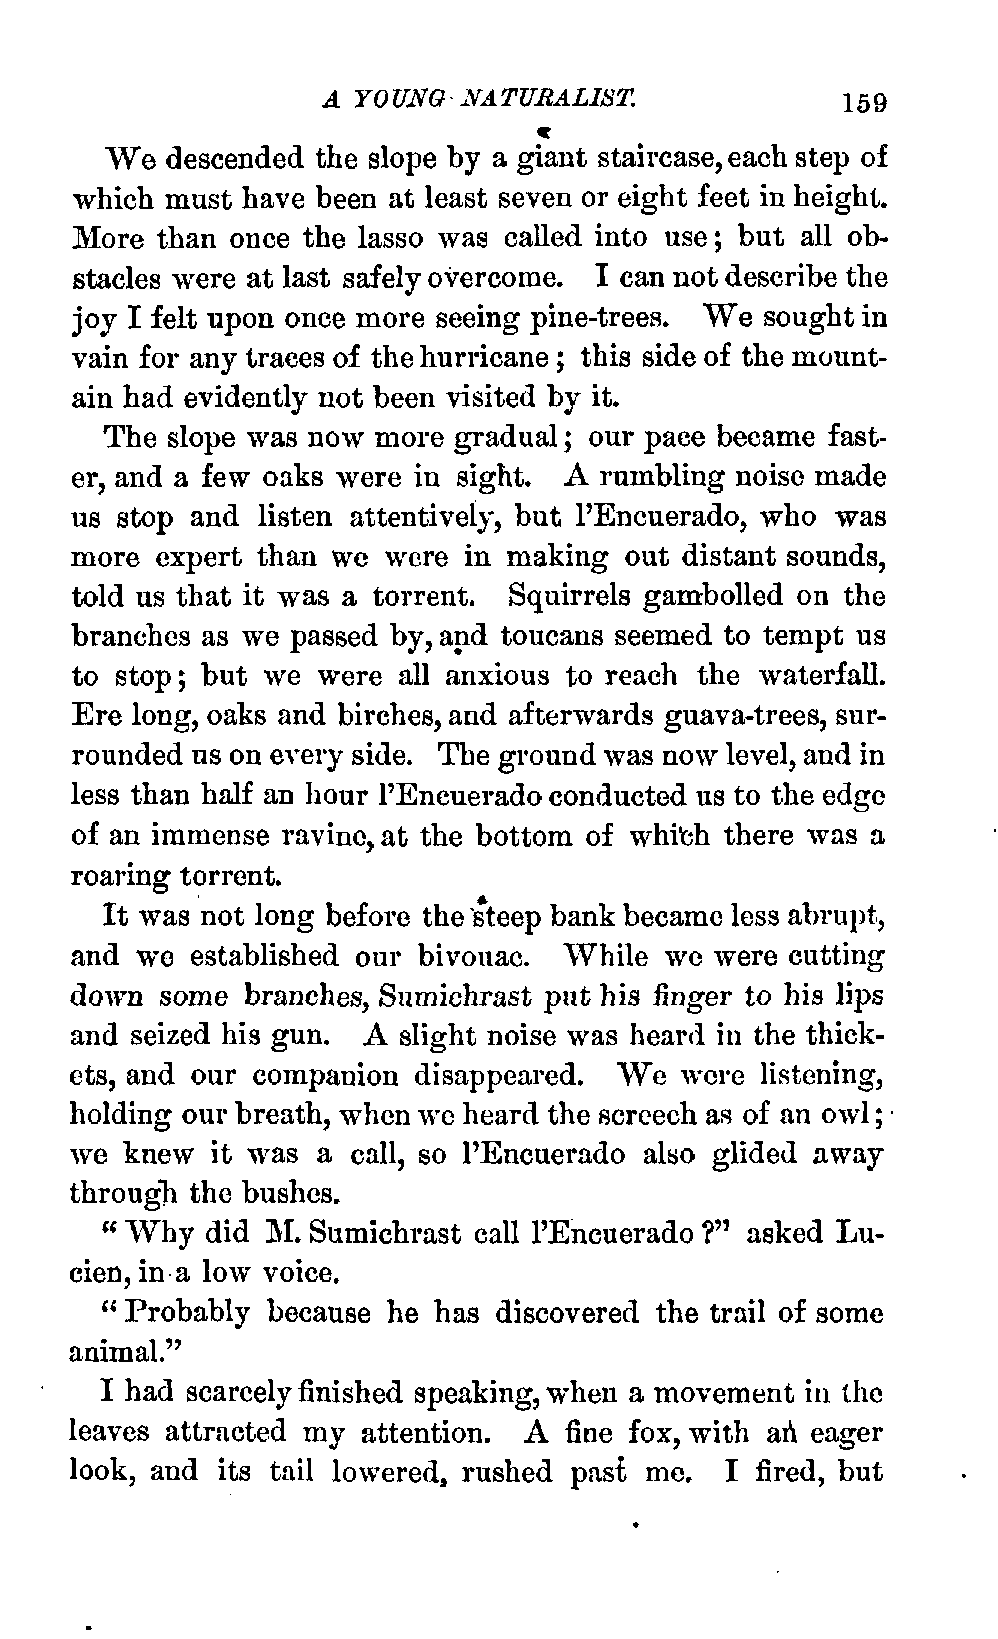 A YOUNG NATURALIST. 159
We descended the slope by a giant staircase, each step of
which must have been at least seven or eight feet in height.
More than once the lasso was called into use; but all ob-
stacles were at last safely overcome. I can not describe the
joy I felt upon once more seeing pine-trees. We sought in
vain for any traces of the hurricane; this side of the mount-
ain had evidently not been visited by it.
The slope was now more gradual; our pace became fast-
er, and a few oaks were in sight. A rumbling noise made
us stop and listen attentively, but l'Encuerado, who was
more expert than we were in making out distant sounds,
told us that it was a torrent. Squirrels gambolled on the
branches as we passed by, and toucans seemed to tempt us
to stop; but we were all anxious to reach the waterfall.
Ere long, oaks and birches, and afterwards guava-trees, sur-
rounded us on every side. The ground was now level, and in
less than half an hour l'Encuerado conducted us to the edge
of an immense ravine, at the bottom of which there was a
roaring torrent.
It was not long before the steep bank became less abrupt,
and we established our bivouac. While we were cutting
down some branches, Sumichrast put his finger to his lips
and seized his gun. A slight noise was heard in the thick-
ets, and our companion disappeared. We were listening,
holding our breath, when we heard the screech as of an owl;
we knew it was a call, so l'Encuerado also glided away
through the bushes.
"Why did M. Sumichrast call l'Encuerado?" asked Lu-
cien, in a low voice.
"Probably because he has discovered the trail of some
animal."
I had scarcely finished speaking, when a movement in the
leaves attracted my attention. A fine fox, with an eager
look, and its tail lowered, rushed past me. I fired, but